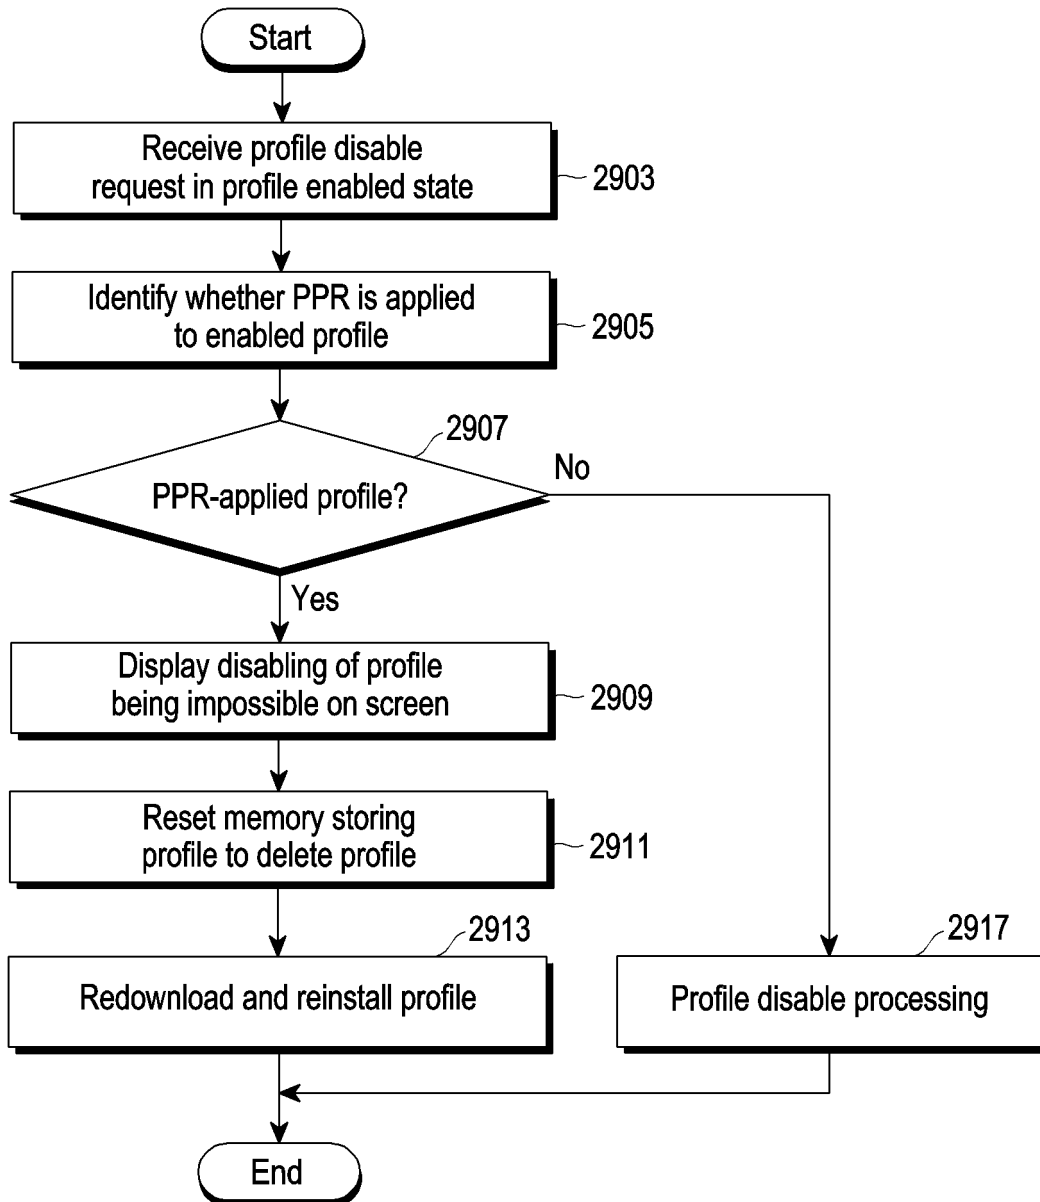 Start
Receive profile disable
request in profile enabled state
2903
Identify whether PPR is applied
to enabled profile
2905
2907
PPR-applied profile?
No
Yes
Display disabling of profile
being impossible on screen
2909
Reset memory storing
profile to delete profile
2911
2913
Redownload and reinstall profile
2917
Profile disable processing
End